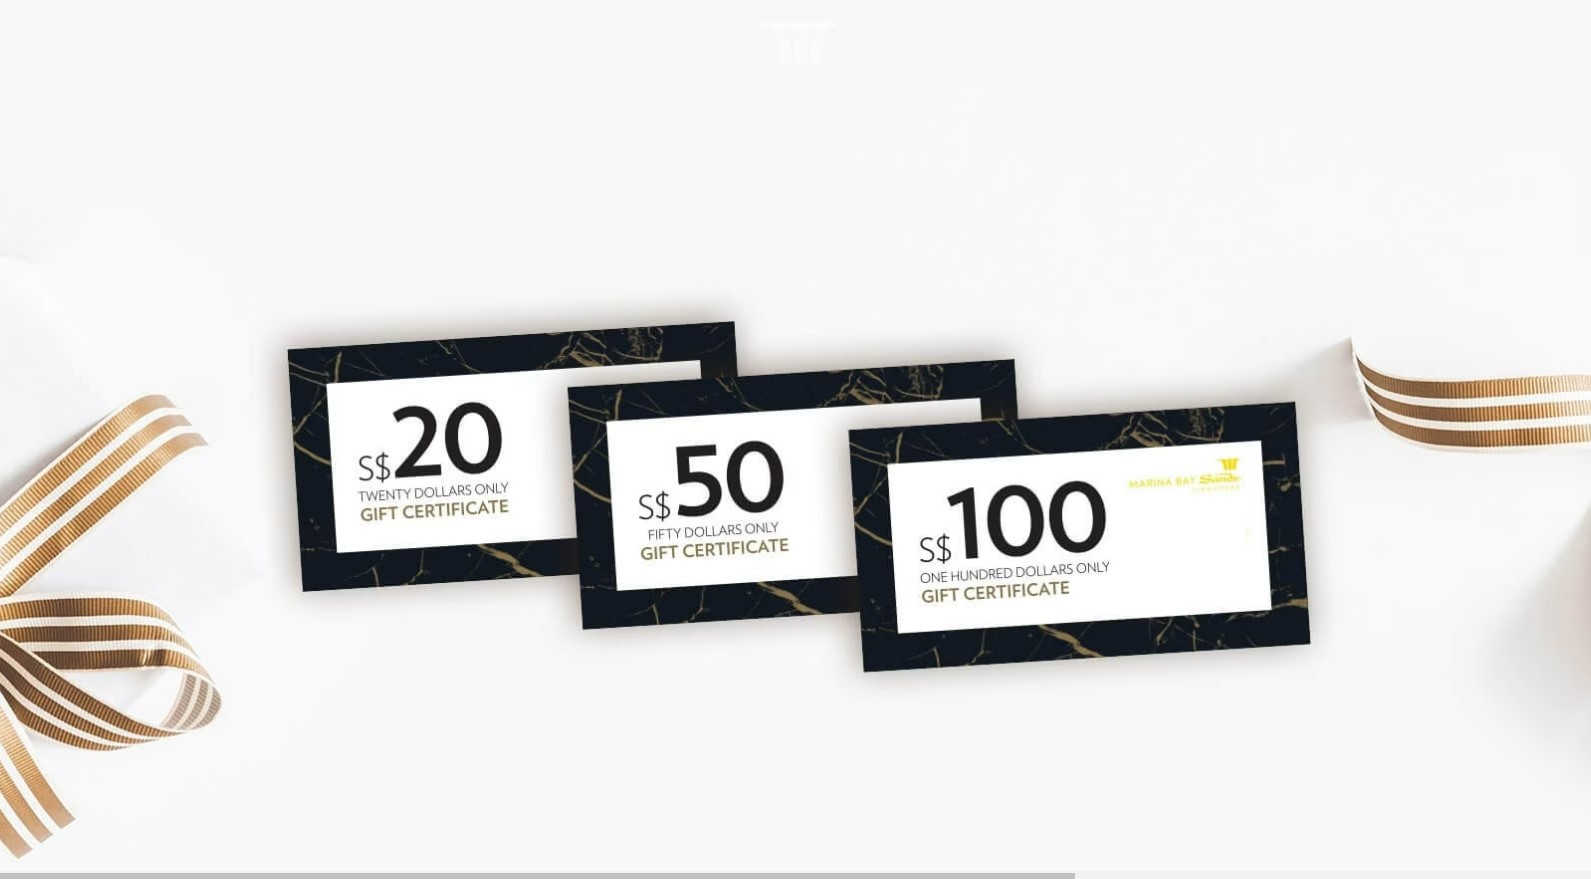 S$20
TWENTY DOLLARS ONLY
GIFT CERTIFICATE
S$50
FIFTY DOLLARS ONLY
GIFT CERTIFICATE
MARINA BAY Sands
SINGAPORE
S$100
ONE HUNDRED DOLLARS ONLY
GIFT CERTIFICATE